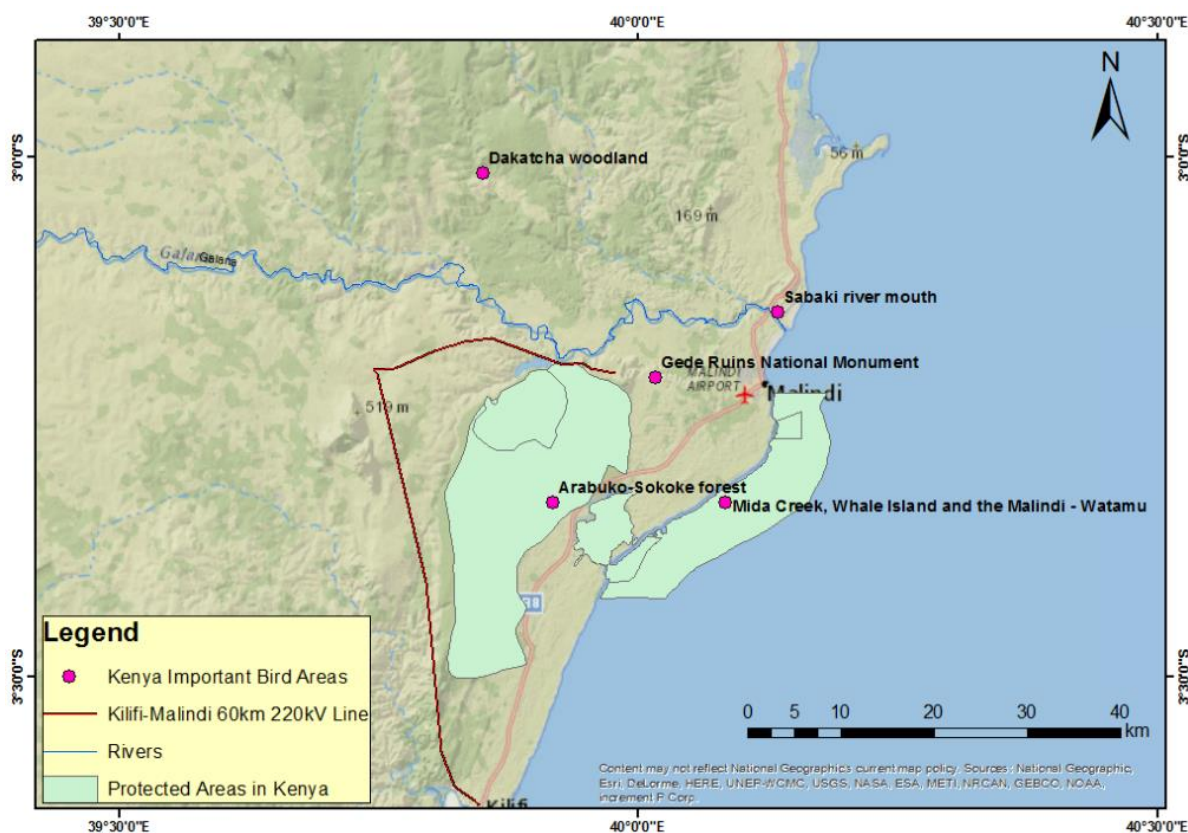 39°30'0"E 40°0'0"E 40°30'0"E
N
3°0'0"S 3°0'0"S
56 m
Dakatcha woodland
169 m
Galana
Sabaki river mouth
Gede Ruins National Monument
MALINDI
AIRPORT
Malindi
519 m
Arabuko-Sokoke forest
Mida Creek, Whale Island and the Malindi - Watamu
Legend
Kenya Important Bird Areas
Kilifi-Malindi 60km 220kV Line
Rivers
Protected Areas in Kenya
3°30'0"S 3°30'0"S
0 5 10 20 30 40
km
Content may not reflect National Geographic's current map policy. Sources: National Geographic,
Esri, DeLorme, HERE, UNEP-WCMC, USGS, NASA, ESA, METI, NRCAN, GEBCO, NOAA,
increment P Corp.
Kilifi
39°30'0"E 40°0'0"E 40°30'0"E